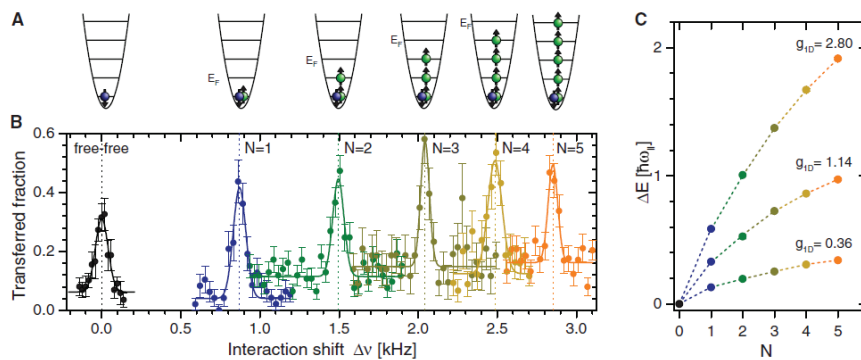 A
E_F
E_F
E_F
E_F
B
0.6
0.4
0.2
0.0
Transferred fraction
free-free
N=1
N=2
N=3
N=4
N=5
0.0
0.5
1.0
1.5
2.0
2.5
3.0
Interaction shift Δν [kHz]
C
2
1
0
ΔE [ħω_||]
g_1D= 2.80
g_1D= 1.14
g_1D= 0.36
0
1
2
3
4
5
N